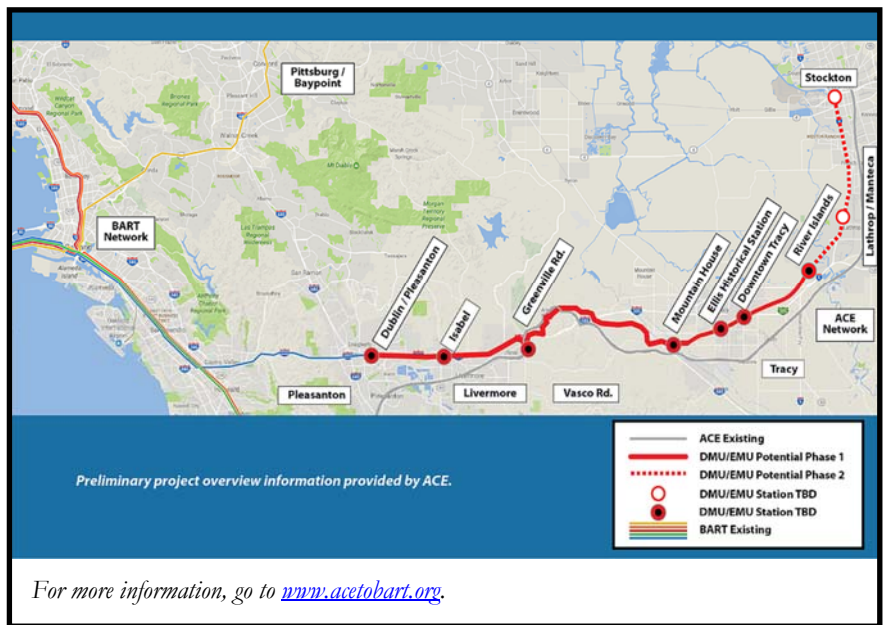 Pittsburg /
Baypoint
Stockton
BART
Network
Lathrop / Manteca
Dublin / Pleasanton
Isabel
Greenville Rd.
Mountain House
Ellis Historical Station
Downtown Tracy
River Islands
ACE
Network
Pleasanton
Livermore
Vasco Rd.
Tracy
ACE Existing
DMU/EMU Potential Phase 1
DMU/EMU Potential Phase 2
DMU/EMU Station TBD
DMU/EMU Station TBD
BART Existing
Preliminary project overview information provided by ACE.
For more information, go to www.acetobart.org.